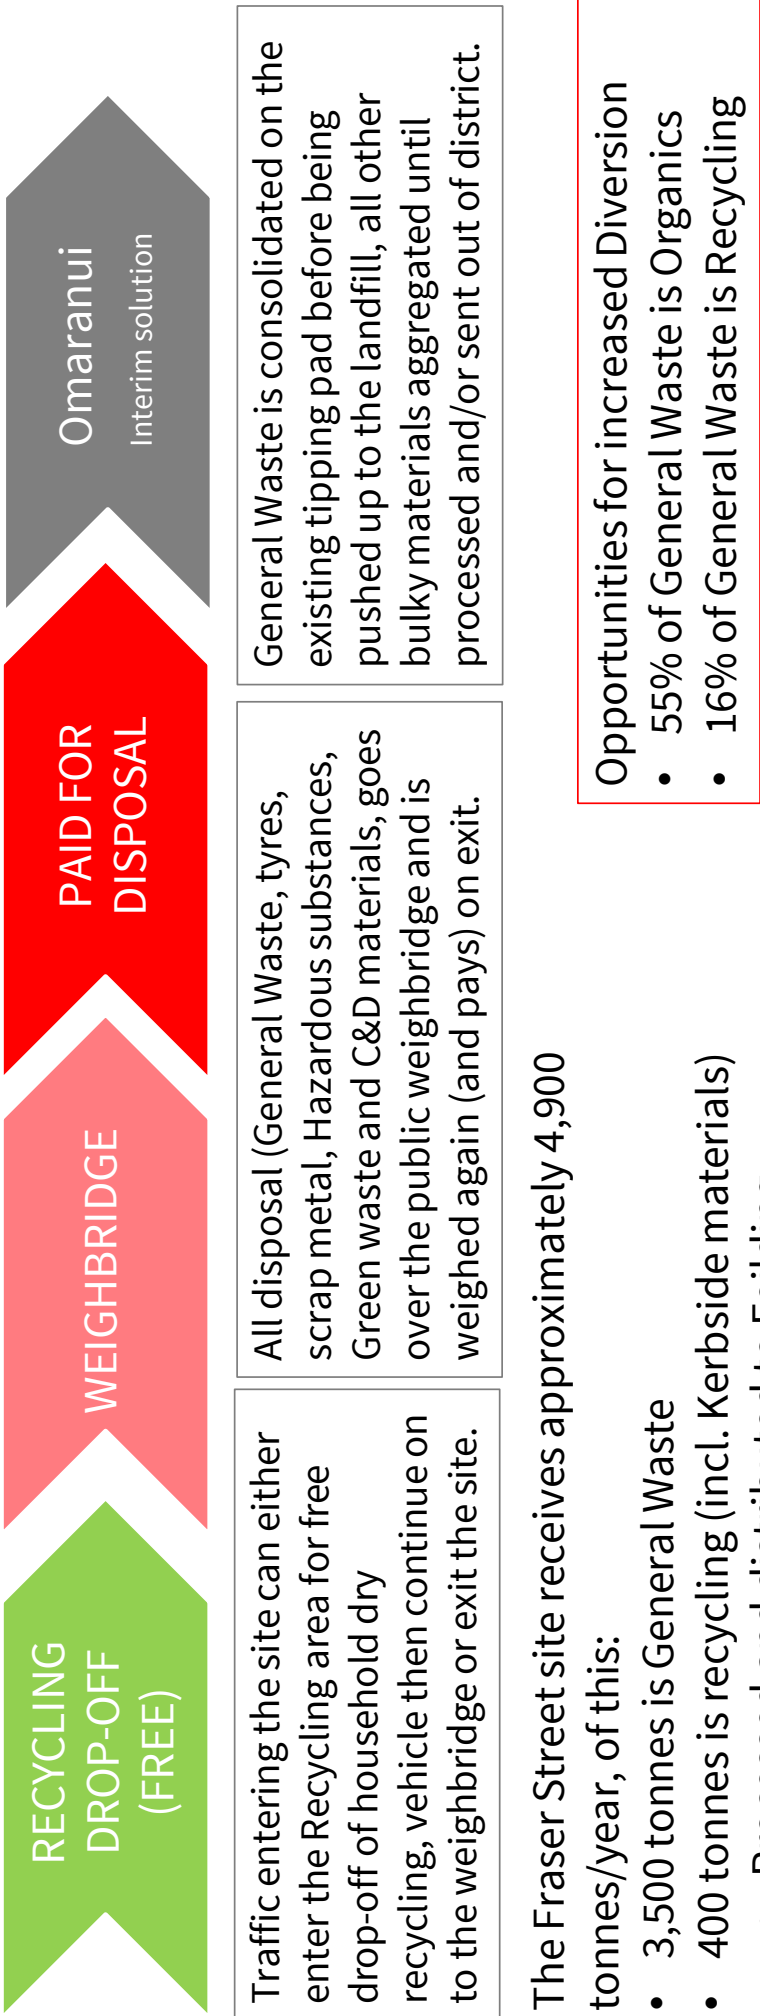 RECYCLING
DROP-OFF
(FREE)
WEIGHBRIDGE
PAID FOR
DISPOSAL
Omaranui
Interim solution
Traffic entering the site can either
enter the Recycling area for free
drop-off of household dry
recycling, vehicle then continue on
to the weighbridge or exit the site.
All disposal (General Waste, tyres,
scrap metal, Hazardous substances,
Green waste and C&D materials, goes
over the public weighbridge and is
weighed again (and pays) on exit.
General Waste is consolidated on the
existing tipping pad before being
pushed up to the landfill, all other
bulky materials aggregated until
processed and/or sent out of district.
The Fraser Street site receives approximately 4,900
tonnes/year, of this:
• 3,500 tonnes is General Waste
• 400 tonnes is recycling (incl. Kerbside materials)
Opportunities for increased Diversion
• 55% of General Waste is Organics
• 16% of General Waste is Recycling